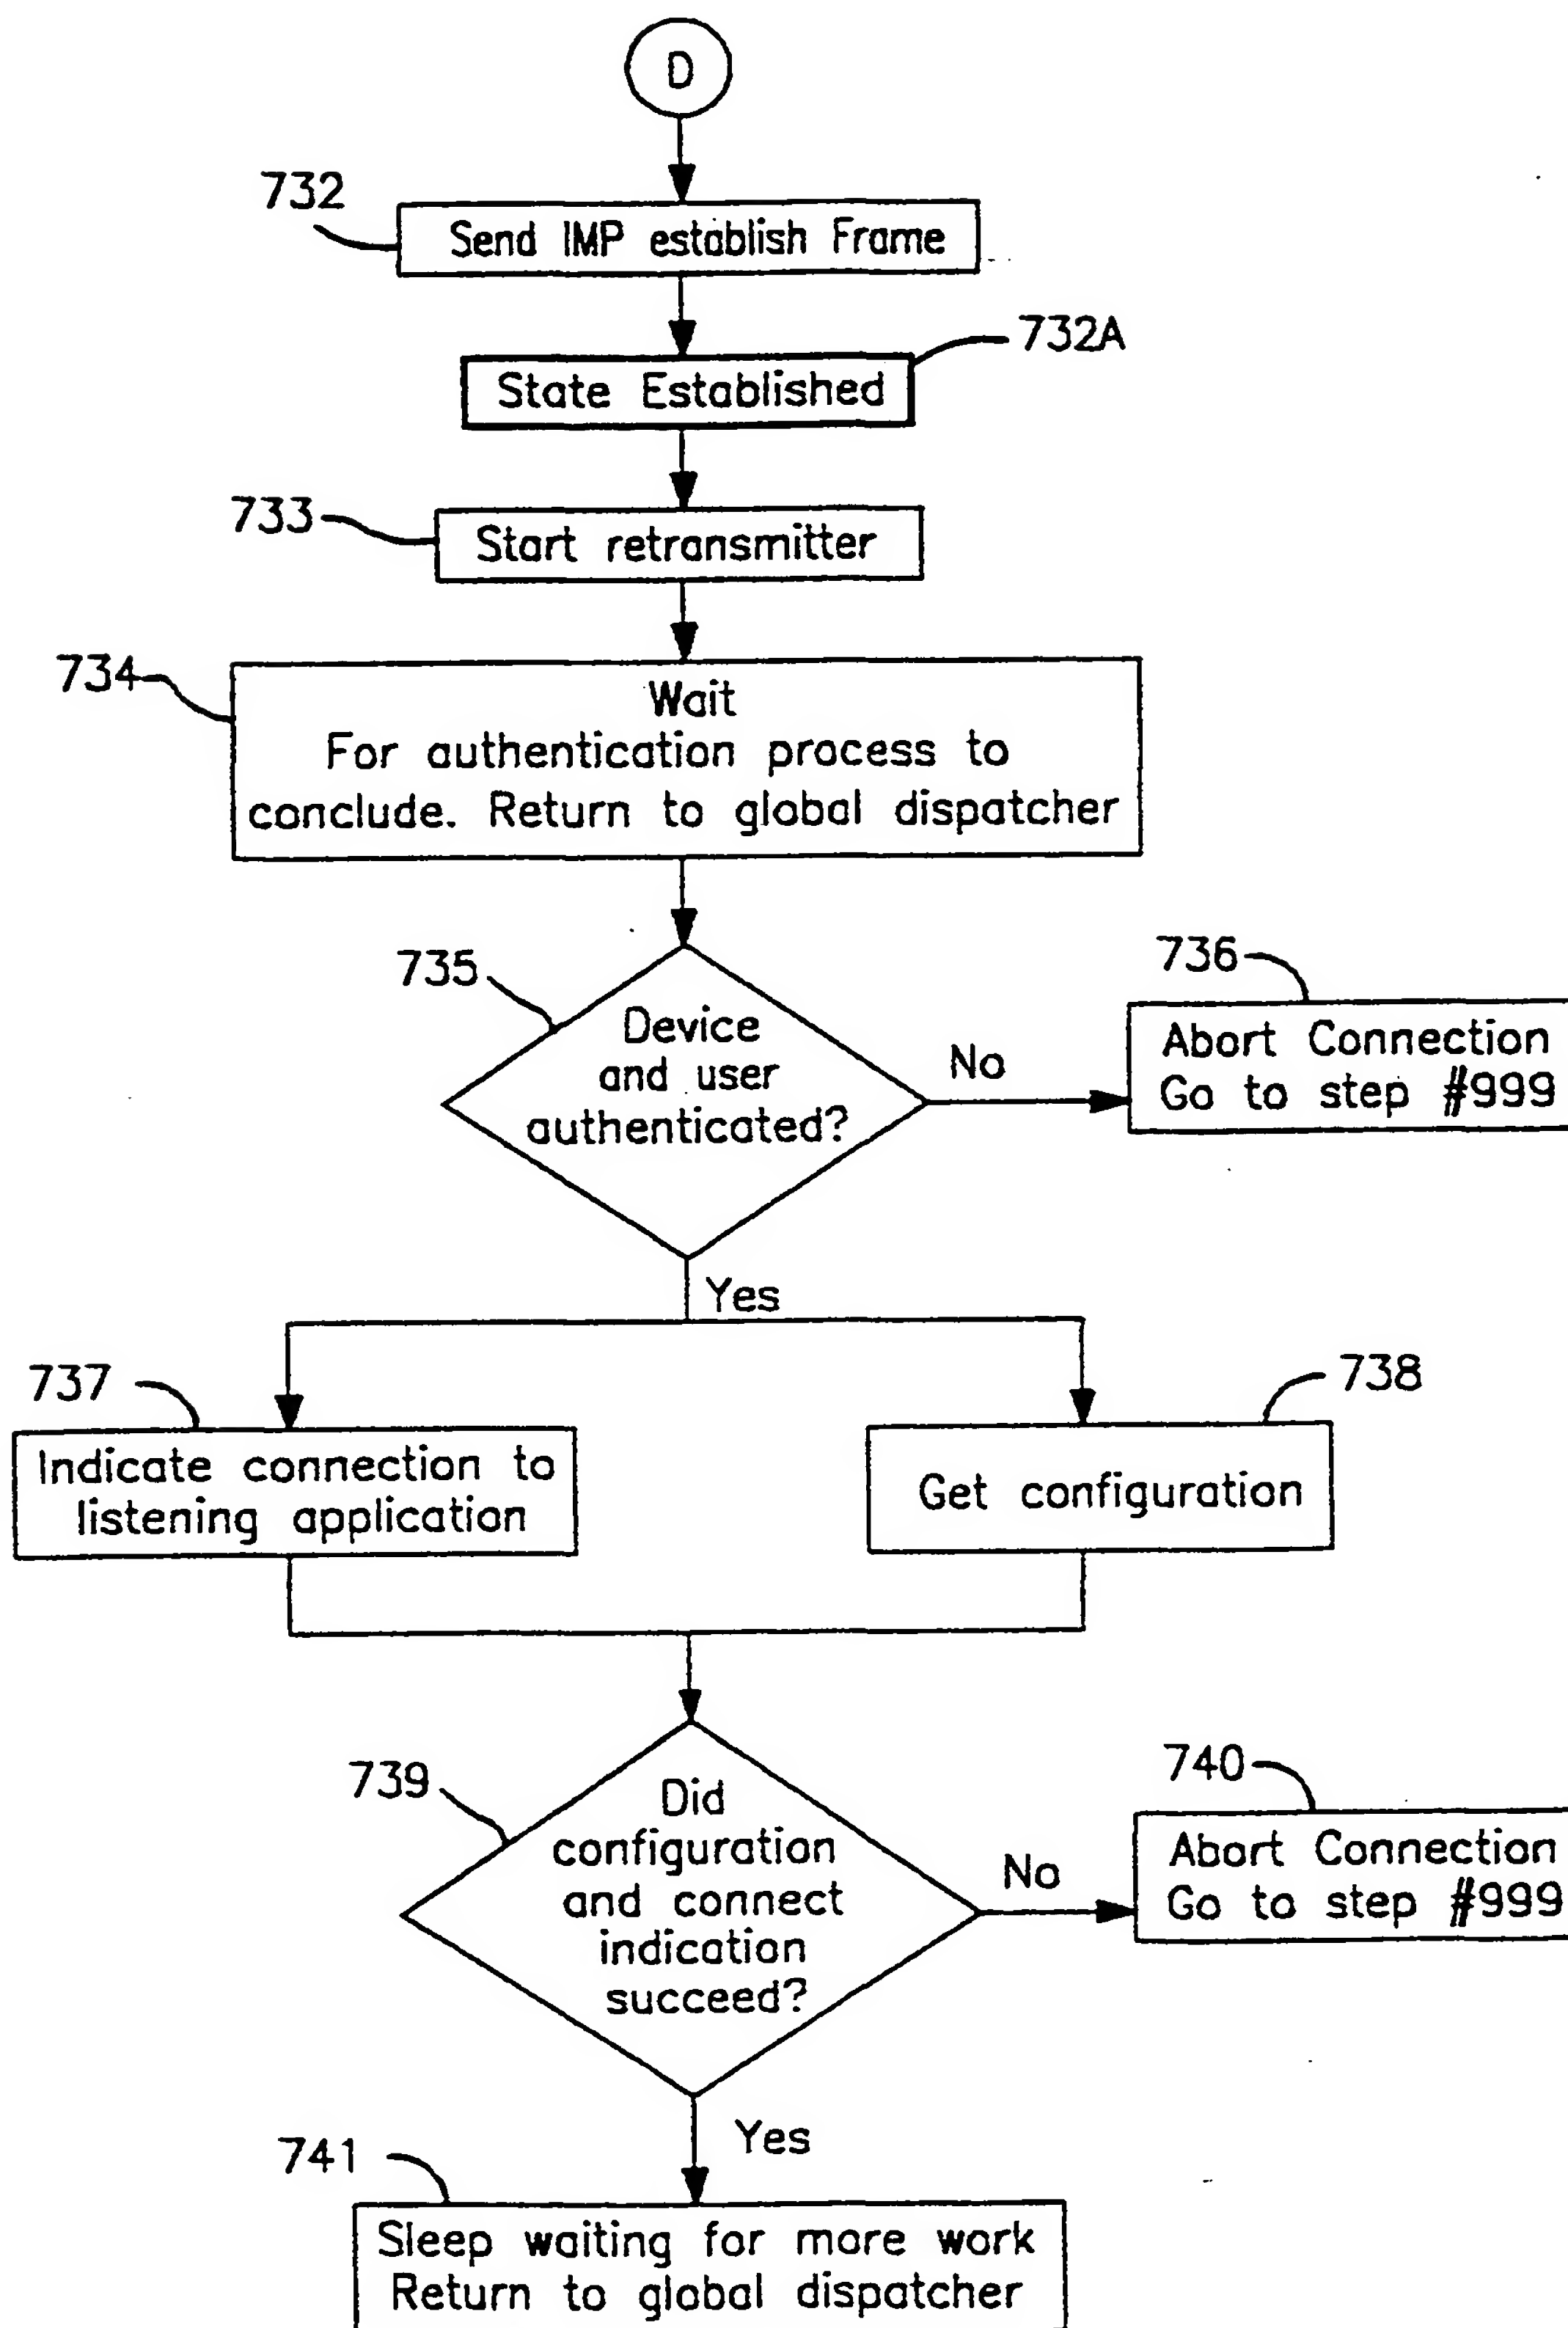 D
732
Send IMP establish Frame
732A
State Established
733
Start retransmitter
734
Wait
For authentication process to
conclude. Return to global dispatcher
735
Device
and user
authenticated?
No
736
Abort Connection
Go to step #999
Yes
737
Indicate connection to
listening application
738
Get configuration
739
Did
configuration
and connect
indication
succeed?
No
740
Abort Connection
Go to step #999
Yes
741
Sleep waiting for more work
Return to global dispatcher